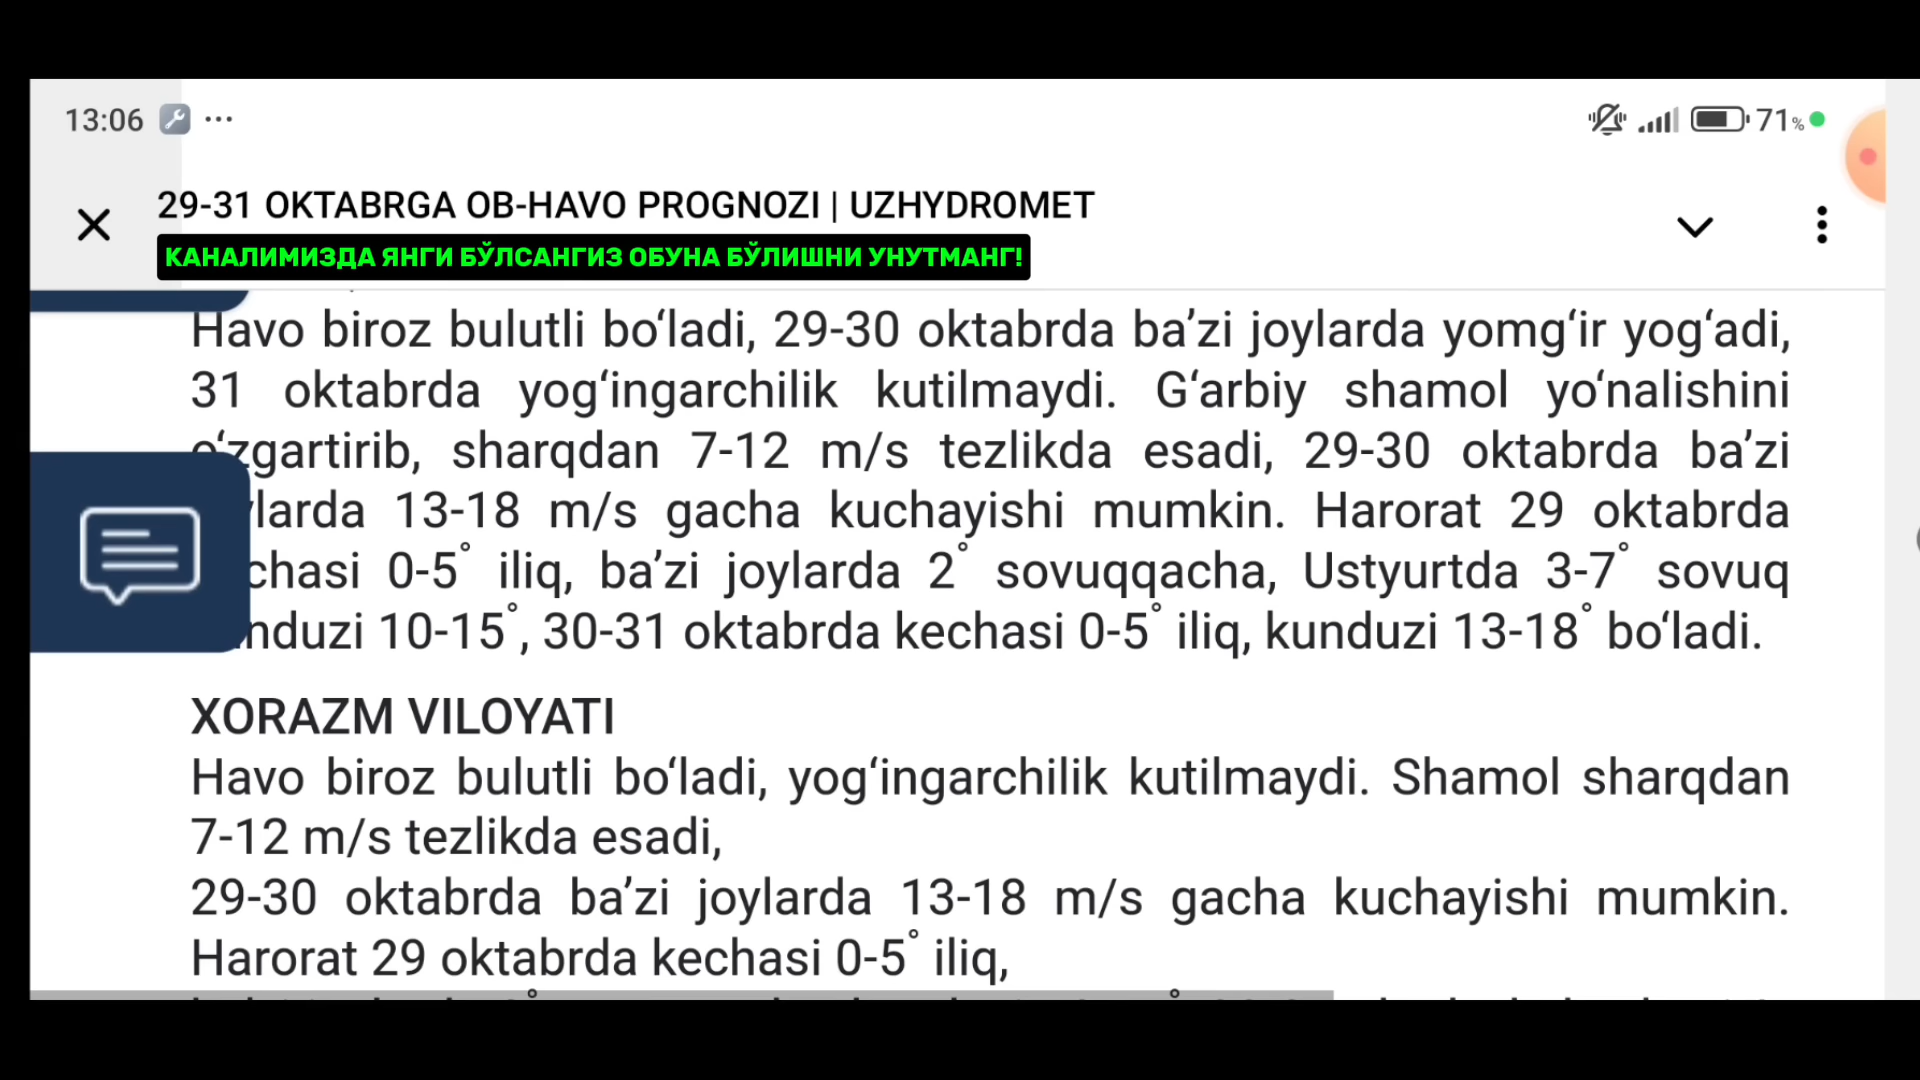 13:06
71%
29-31 OKTABRGA OB-HAVO PROGNOZI | UZHYDROMET
КАНАЛИМИЗДА ЯНГИ БЎЛСАНГИЗ ОБУНА БЎЛИШНИ УНУТМАНГ!
Havo biroz bulutli bo‘ladi, 29-30 oktabrda ba’zi joylarda yomg‘ir yog‘adi,
31 oktabrda yog‘ingarchilik kutilmaydi. G‘arbiy shamol yo‘nalishini
o‘zgartirib, sharqdan 7-12 m/s tezlikda esadi, 29-30 oktabrda ba’zi
ylarda 13-18 m/s gacha kuchayishi mumkin. Harorat 29 oktabrda
chasi 0-5° iliq, ba’zi joylarda 2° sovuqqacha, Ustyurtda 3-7° sovuq
nduzi 10-15°, 30-31 oktabrda kechasi 0-5° iliq, kunduzi 13-18° bo‘ladi.
XORAZM VILOYATI
Havo biroz bulutli bo‘ladi, yog‘ingarchilik kutilmaydi. Shamol sharqdan
7-12 m/s tezlikda esadi,
29-30 oktabrda ba’zi joylarda 13-18 m/s gacha kuchayishi mumkin.
Harorat 29 oktabrda kechasi 0-5° iliq,